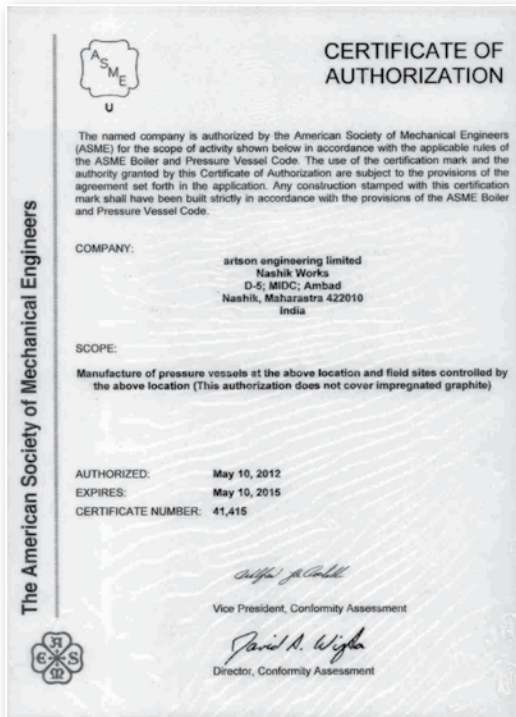 ASME
U
CERTIFICATE OF
AUTHORIZATION
The named company is authorized by the American Society of Mechanical Engineers
(ASME) for the scope of activity shown below in accordance with the applicable rules of
the ASME Boiler and Pressure Vessel Code. The use of the certification mark and the
authority granted by this Certificate of Authorization are subject to the provisions of the
agreement set forth in the application. Any construction stamped with this certification
mark shall have been built strictly in accordance with the provisions of the ASME Boiler
and Pressure Vessel Code.
COMPANY:
artson engineering limited
Nashik Works
D-5; MIDC; Ambad
Nashik, Maharastra 422010
India
SCOPE:
Manufacture of pressure vessels at the above location and field sites controlled by
the above location (This authorization does not cover impregnated graphite)
AUTHORIZED: May 10, 2012
EXPIRES: May 10, 2015
CERTIFICATE NUMBER: 41,415
Vice President, Conformity Assessment
David A.
Director, Conformity Assessment
The American Society of Mechanical Engineers
ASME